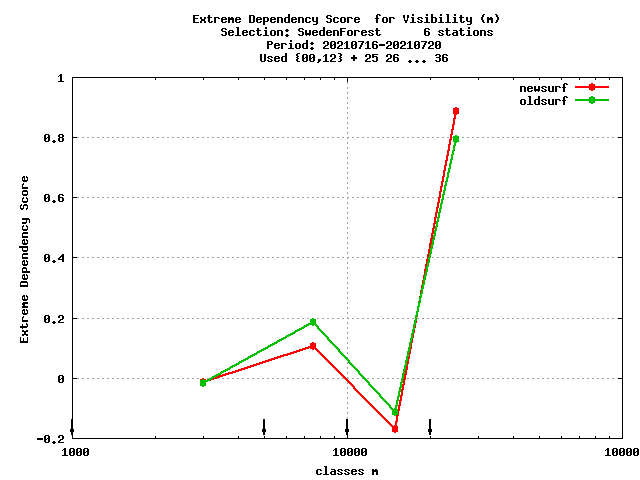 Extreme Dependency Score  for Visibility (m)
Selection: SwedenForest      6 stations
Period: 20210716-20210720
Used {00,12} + 25 26 ... 36
newsurf
oldsurf
1
0.8
0.6
0.4
0.2
0
-0.2
Extreme Dependency Score
1000 10000 10000
classes m